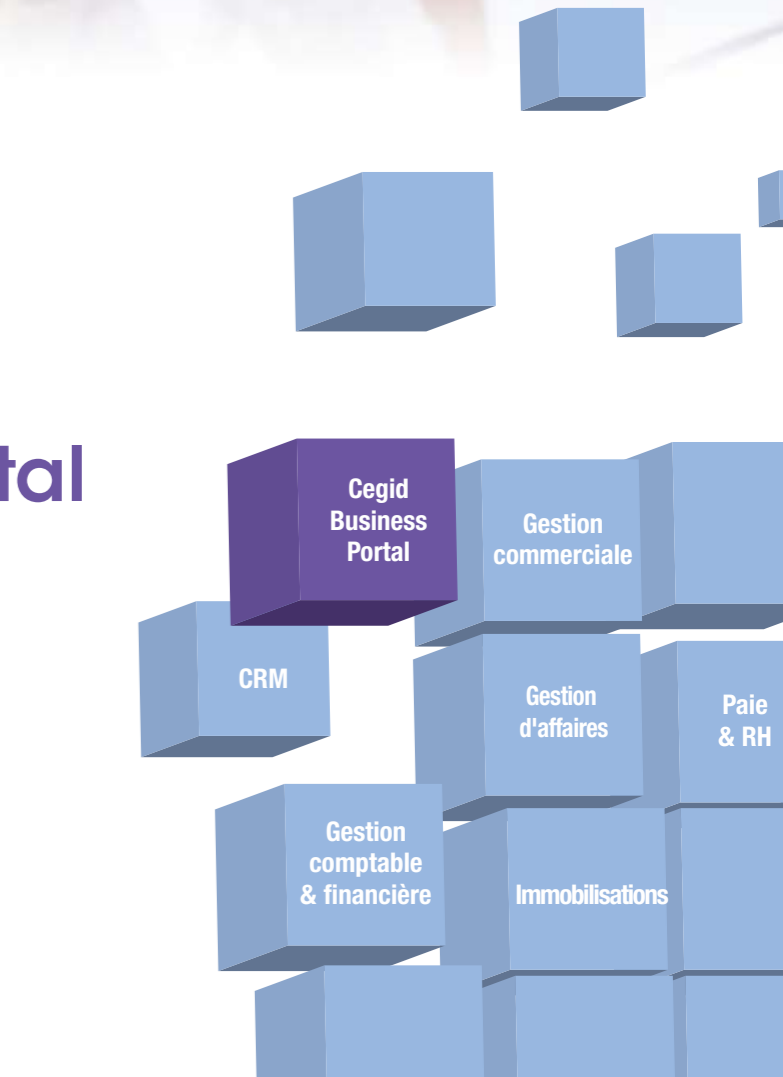 tal
Cegid
Business
Portal
Gestion
commerciale
CRM
Gestion
d'affaires
Paie
& RH
Gestion
comptable
& financière
Immobilisations